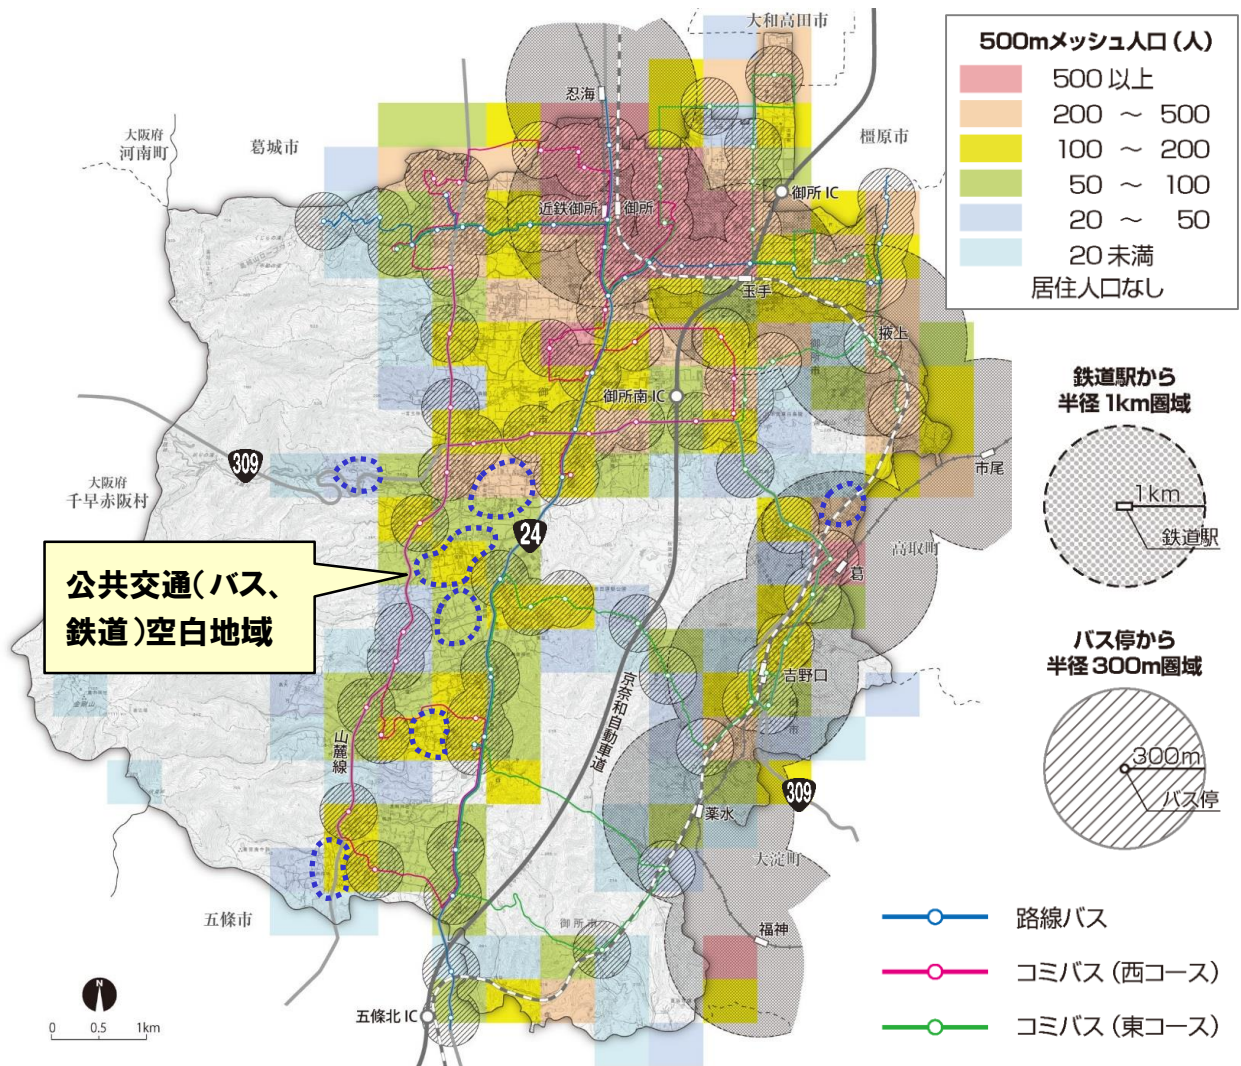 大和高田市
500mメッシュ人口(人)
500 以上
200 ～ 500
100 ～ 200
50 ～ 100
20 ～ 50
20 未満
居住人口なし
忍海
大阪府
河南町
葛城市
橿原市
御所 IC
近鉄御所
御所
玉手
掖上
御所市
御所南 IC
鉄道駅から
半径 1km圏域
1km
鉄道駅
309
市尾
大阪府
千早赤阪村
24
高取町
葛
公共交通(バス、
鉄道)空白地域
バス停から
半径 300m圏域
300m
バス停
吉野口
京奈和自動車道
山麓線
金剛山
309
薬水
大淀町
五條市
御所市
福神
路線バス
コミバス (西コース)
コミバス (東コース)
五條北 IC
N
0 0.5 1km